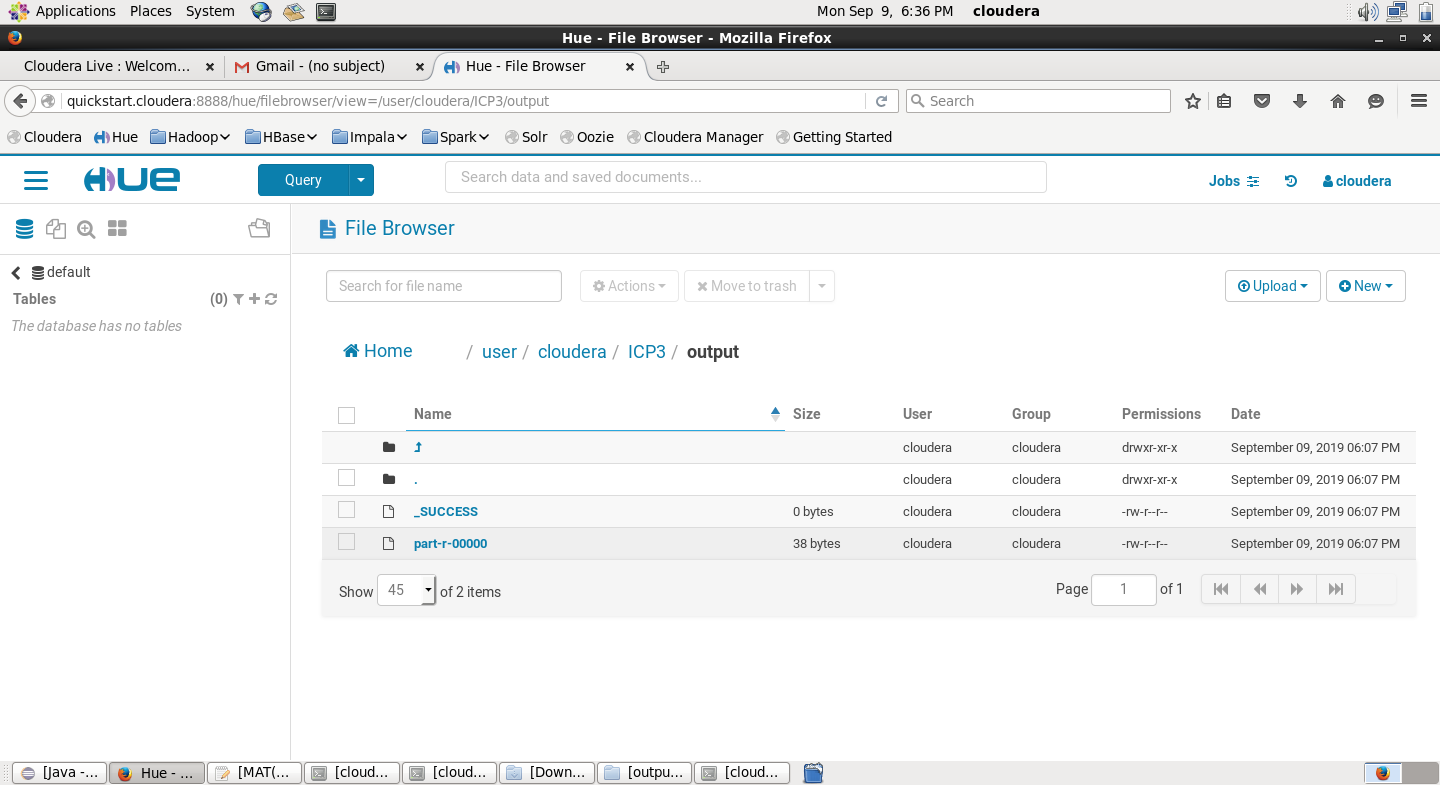 Applications Places System Mon Sep 9, 6:36 PM cloudera
Hue - File Browser - Mozilla Firefox
Cloudera Live : Welcom... Gmail - (no subject) Hue - File Browser
quickstart.cloudera:8888/hue/filebrowser/view=/user/cloudera/ICP3/output Search
Cloudera Hue Hadoop HBase Impala Spark Solr Oozie Cloudera Manager Getting Started
HUE Query Search data and saved documents... Jobs cloudera
File Browser
default
Tables (0)
The database has no tables
Search for file name Actions Move to trash Upload New
Home / user / cloudera / ICP3 / output
Name Size User Group Permissions Date
cloudera cloudera drwxr-xr-x September 09, 2019 06:07 PM
. cloudera cloudera drwxr-xr-x September 09, 2019 06:07 PM
_SUCCESS 0 bytes cloudera cloudera -rw-r--r-- September 09, 2019 06:07 PM
part-r-00000 38 bytes cloudera cloudera -rw-r--r-- September 09, 2019 06:07 PM
Show 45 of 2 items Page 1 of 1
[Java -... Hue - ... [MAT(... [cloud... [cloud... [Down... [outpu... [cloud...